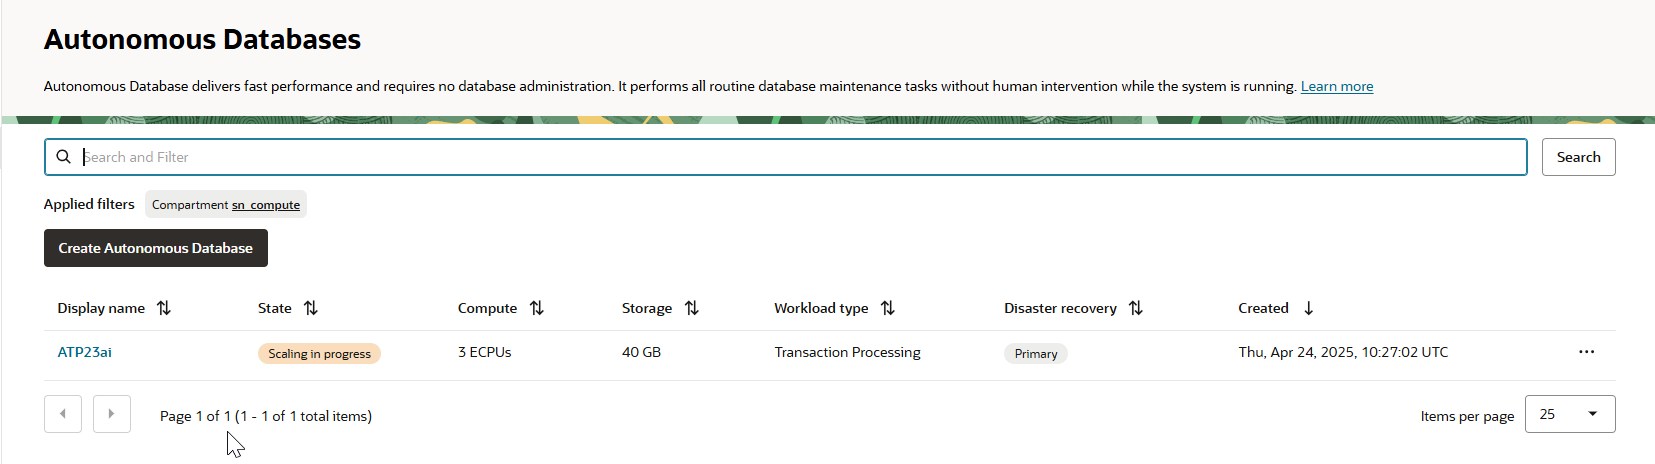 Autonomous Databases
Autonomous Database delivers fast performance and requires no database administration. It performs all routine database maintenance tasks without human intervention while the system is running. Learn more
Search and Filter
Search
Applied filters Compartment sn_compute
Create Autonomous Database
Display name State Compute Storage Workload type Disaster recovery Created
ATP23ai Scaling in progress 3 ECPUs 40 GB Transaction Processing Primary Thu, Apr 24, 2025, 10:27:02 UTC
Page 1 of 1 (1 - 1 of 1 total items) Items per page 25